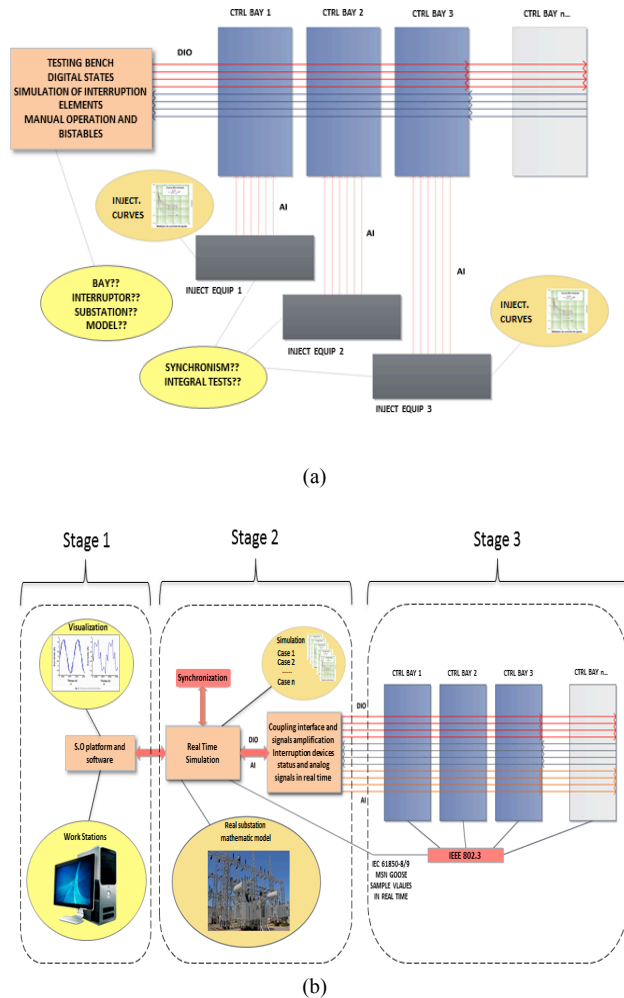 CTRL BAY 1
CTRL BAY 2
CTRL BAY 3
CTRL BAY n...
DIO
TESTING BENCH
DIGITAL STATES
SIMULATION OF INTERRUPTION
ELEMENTS
MANUAL OPERATION AND
BISTABLES
INJECT.
CURVES
AI
AI
AI
INJECT EQUIP 1
INJECT EQUIP 2
INJECT EQUIP 3
INJECT.
CURVES
BAY??
INTERRUPTOR??
SUBSTATION??
MODEL??
SYNCHRONISM??
INTEGRAL TESTS??
(a)
Stage 1
Stage 2
Stage 3
Visualization
S.O platform and
software
Work Stations
Synchronization
Simulation
Case 1
Case 2
.....
Case n
Real Time
Simulation
DIO
AI
Coupling interface and
signals amplification
Interruption devices
status and analog
signals in real time
Real substation
mathematic model
CTRL BAY 1
CTRL BAY 2
CTRL BAY 3
CTRL BAY n...
DIO
AI
IEEE 802.3
IEC 61850-8/9
MSN GOOSE
SAMPLE VLAUES
IN REAL TIME
(b)